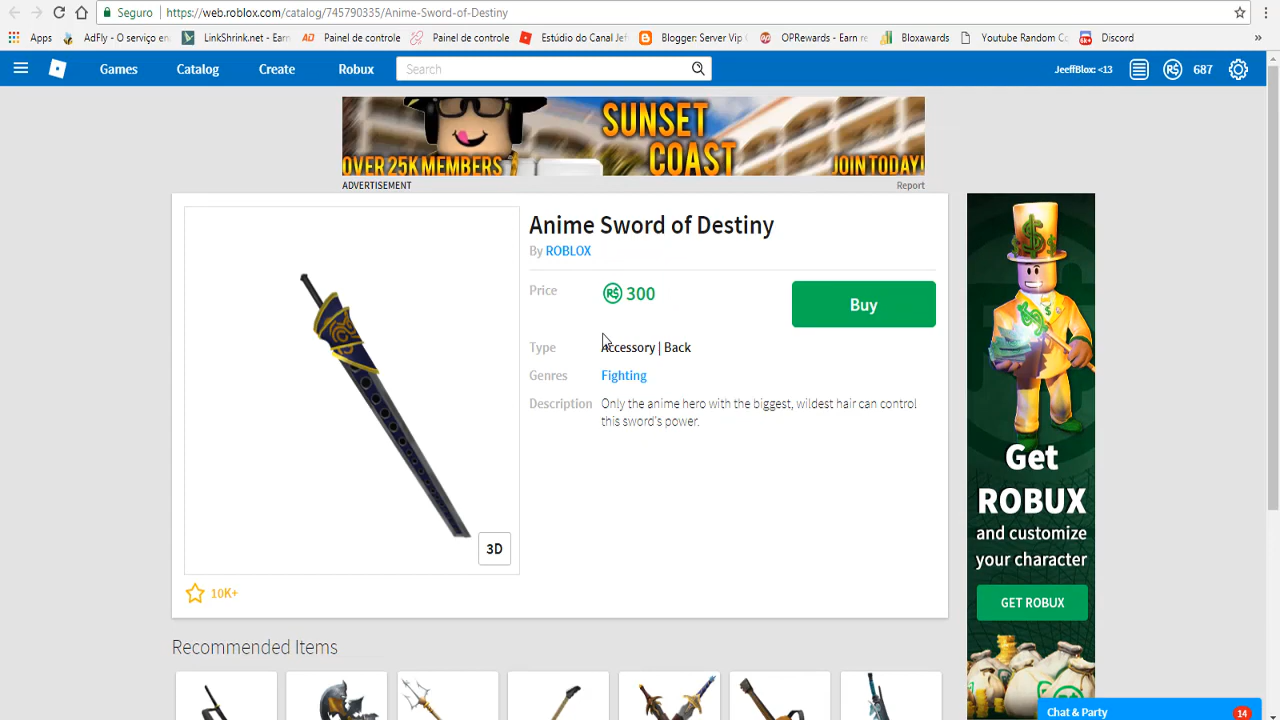 Seguro https://web.roblox.com/catalog/745790335/Anime-Sword-of-Destiny
Apps AdFly - O serviço en LinkShrink.net - Earn Painel de controle Painel de controle Estúdio do Canal Jef Blogger: Send: Vip OPRewards - Earn re Bloxawards Youtube Random Co Discord »
Games Catalog Create Robux Search JeeffBlox: <13 R$ 687
SUNSET
COAST
OVER 25K MEMBERS JOIN TODAY!
ADVERTISEMENT Report
Anime Sword of Destiny
By ROBLOX
Price R$ 300
Buy
Type Accessory | Back
Genres Fighting
Description Only the anime hero with the biggest, wildest hair can control
this sword's power.
3D
10K+
Get
ROBUX
and customize
your character
GET ROBUX
Recommended Items
Chat & Party 14